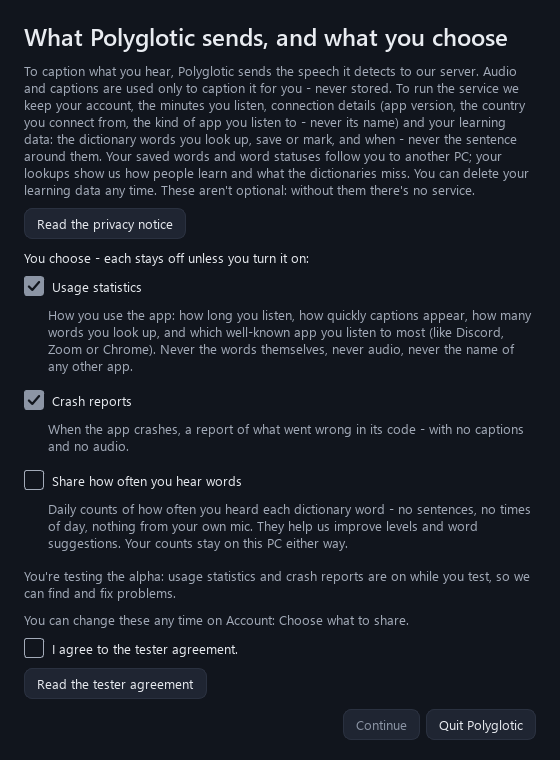 What Polyglotic sends, and what you choose
To caption what you hear, Polyglotic sends the speech it detects to our server. Audio
and captions are used only to caption it for you - never stored. To run the service we
keep your account, the minutes you listen, connection details (app version, the country
you connect from, the kind of app you listen to - never its name) and your learning
data: the dictionary words you look up, save or mark, and when - never the sentence
around them. Your saved words and word statuses follow you to another PC; your
lookups show us how people learn and what the dictionaries miss. You can delete your
learning data any time. These aren't optional: without them there's no service.
Read the privacy notice
You choose - each stays off unless you turn it on:
Usage statistics
How you use the app: how long you listen, how quickly captions appear, how many
words you look up, and which well-known app you listen to most (like Discord,
Zoom or Chrome). Never the words themselves, never audio, never the name of
any other app.
Crash reports
When the app crashes, a report of what went wrong in its code - with no captions
and no audio.
Share how often you hear words
Daily counts of how often you heard each dictionary word - no sentences, no times
of day, nothing from your own mic. They help us improve levels and word
suggestions. Your counts stay on this PC either way.
You're testing the alpha: usage statistics and crash reports are on while you test, so we
can find and fix problems.
You can change these any time on Account: Choose what to share.
I agree to the tester agreement.
Read the tester agreement
Continue
Quit Polyglotic